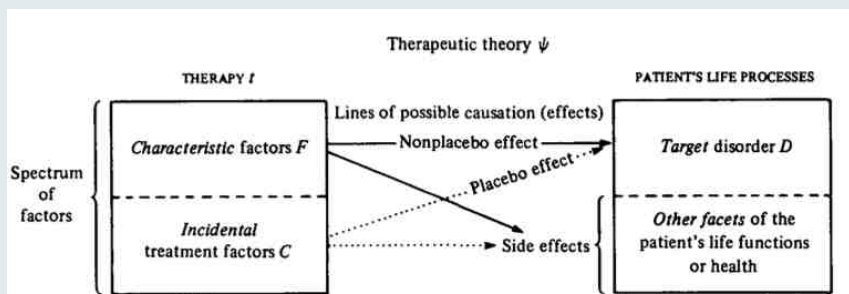 Therapeutic theory ψ
THERAPY t
PATIENT'S LIFE PROCESSES
Lines of possible causation (effects)
Spectrum
of
factors
Characteristic factors F
Nonplacebo effect
Target disorder D
Placebo effect
Incidental
treatment factors C
Side effects
Other facets of the
patient's life functions
or health